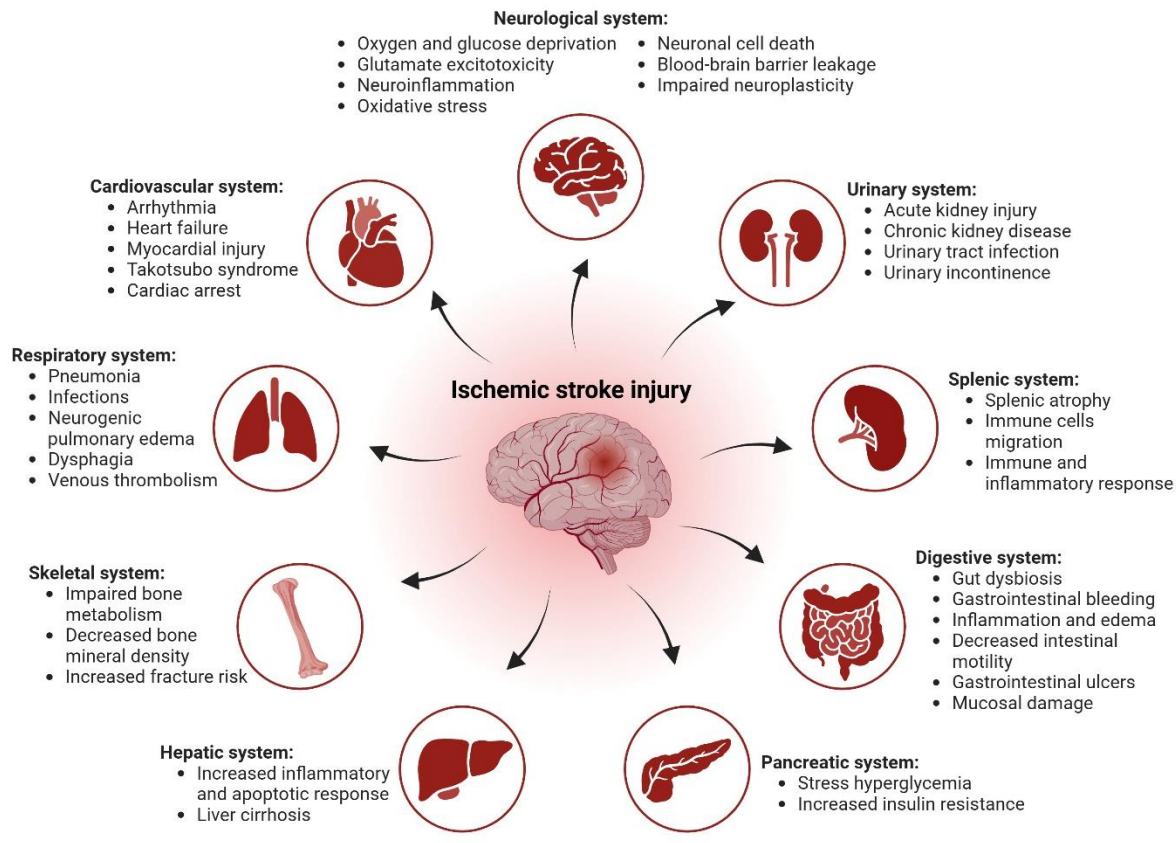 Neurological system:
• Oxygen and glucose deprivation
• Glutamate excitotoxicity
• Neuroinflammation
• Oxidative stress
• Neuronal cell death
• Blood-brain barrier leakage
• Impaired neuroplasticity
Cardiovascular system:
• Arrhythmia
• Heart failure
• Myocardial injury
• Takotsubo syndrome
• Cardiac arrest
Urinary system:
• Acute kidney injury
• Chronic kidney disease
• Urinary tract infection
• Urinary incontinence
Respiratory system:
• Pneumonia
• Infections
• Neurogenic
pulmonary edema
• Dysphagia
• Venous thrombolism
Ischemic stroke injury
Splenic system:
• Splenic atrophy
• Immune cells
migration
• Immune and
inflammatory response
Skeletal system:
• Impaired bone
metabolism
• Decreased bone
mineral density
• Increased fracture risk
Digestive system:
• Gut dysbiosis
• Gastrointestinal bleeding
• Inflammation and edema
• Decreased intestinal
motility
• Gastrointestinal ulcers
• Mucosal damage
Hepatic system:
• Increased inflammatory
and apoptotic response
• Liver cirrhosis
Pancreatic system:
• Stress hyperglycemia
• Increased insulin resistance